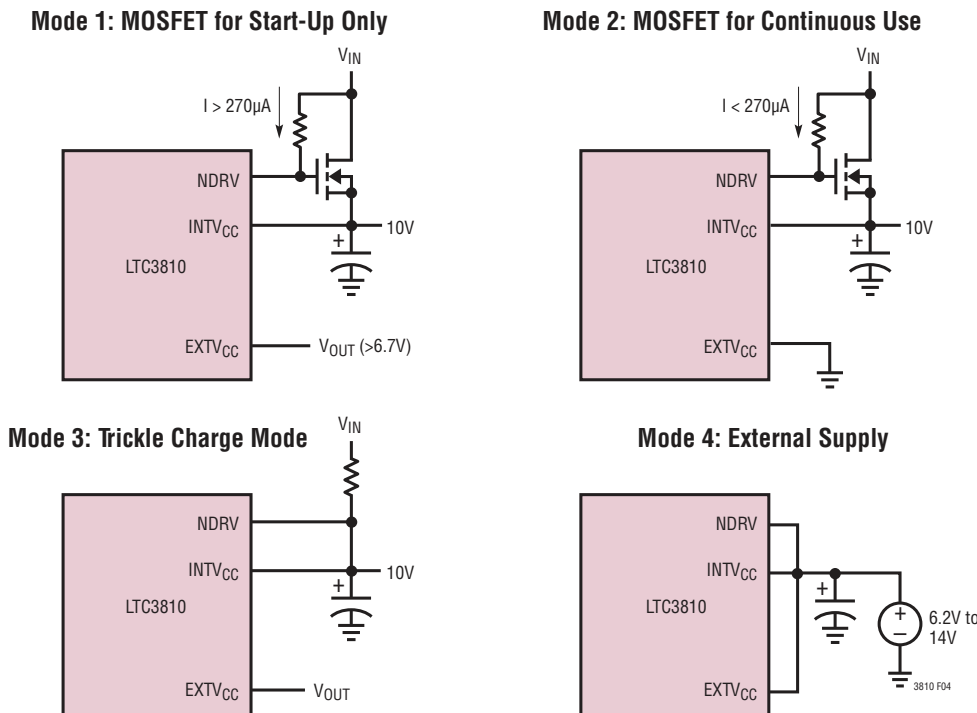 Mode 1: MOSFET for Start-Up Only
VIN
I > 270µA
NDRV
INTVCC
10V
+
LTC3810
EXTVCC
VOUT (>6.7V)
Mode 2: MOSFET for Continuous Use
VIN
I < 270µA
NDRV
INTVCC
10V
+
LTC3810
EXTVCC
Mode 3: Trickle Charge Mode
VIN
NDRV
INTVCC
10V
+
LTC3810
EXTVCC
VOUT
Mode 4: External Supply
NDRV
INTVCC
+
LTC3810
+
–
6.2V to
14V
EXTVCC
3810 F04